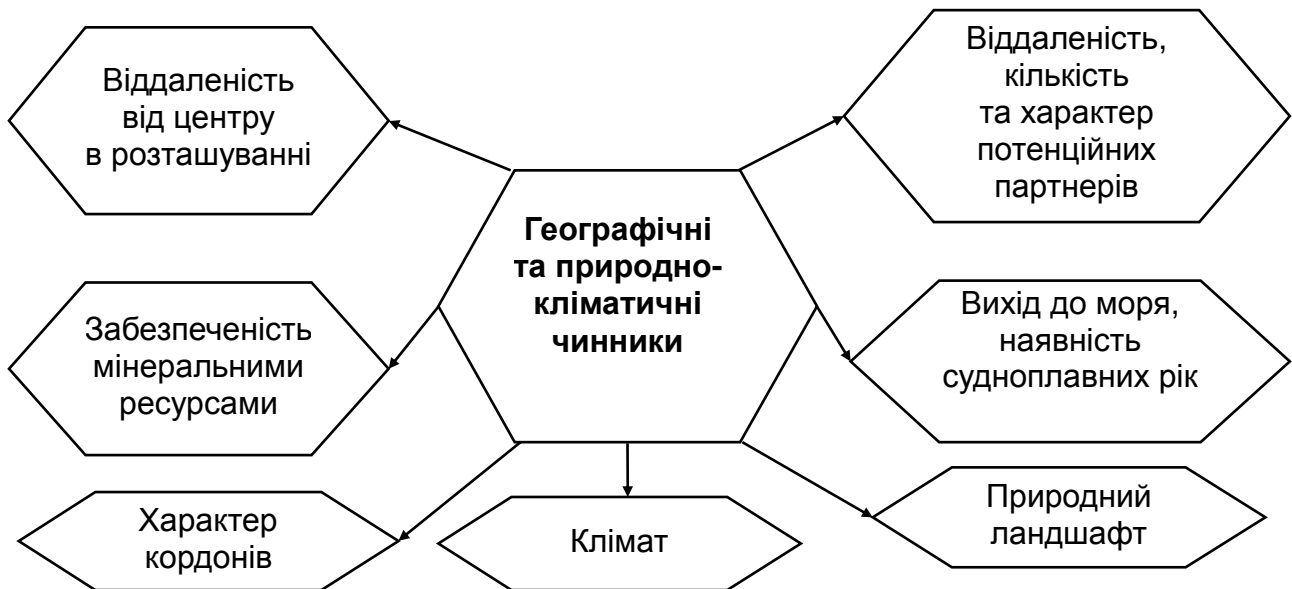 Віддаленість
від центру
в розташуванні
Віддаленість,
кількість
та характер
потенційних
партнерів
Географічні
та природно-
кліматичні
чинники
Забезпеченість
мінеральними
ресурсами
Вихід до моря,
наявність
судноплавних рік
Характер
кордонів
Клімат
Природний
ландшафт